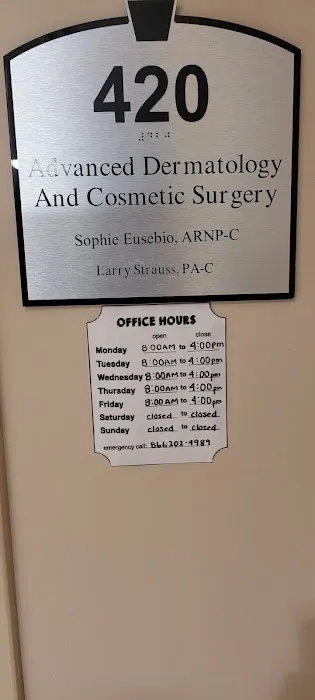 420
Advanced Dermatology
And Cosmetic Surgery
Sophie Eusebio, ARNP-C
Larry Strauss, PA-C
OFFICE HOURS
open close
Monday 8:00AM to 4:00pm
Tuesday 8:00AM to 4:00pm
Wednesday 8:00AM to 4:00pm
Thursday 8:00AM to 4:00pm
Friday 8:00AM to 4:00pm
Saturday closed to closed
Sunday closed to closed
emergency call: 866.202-4989